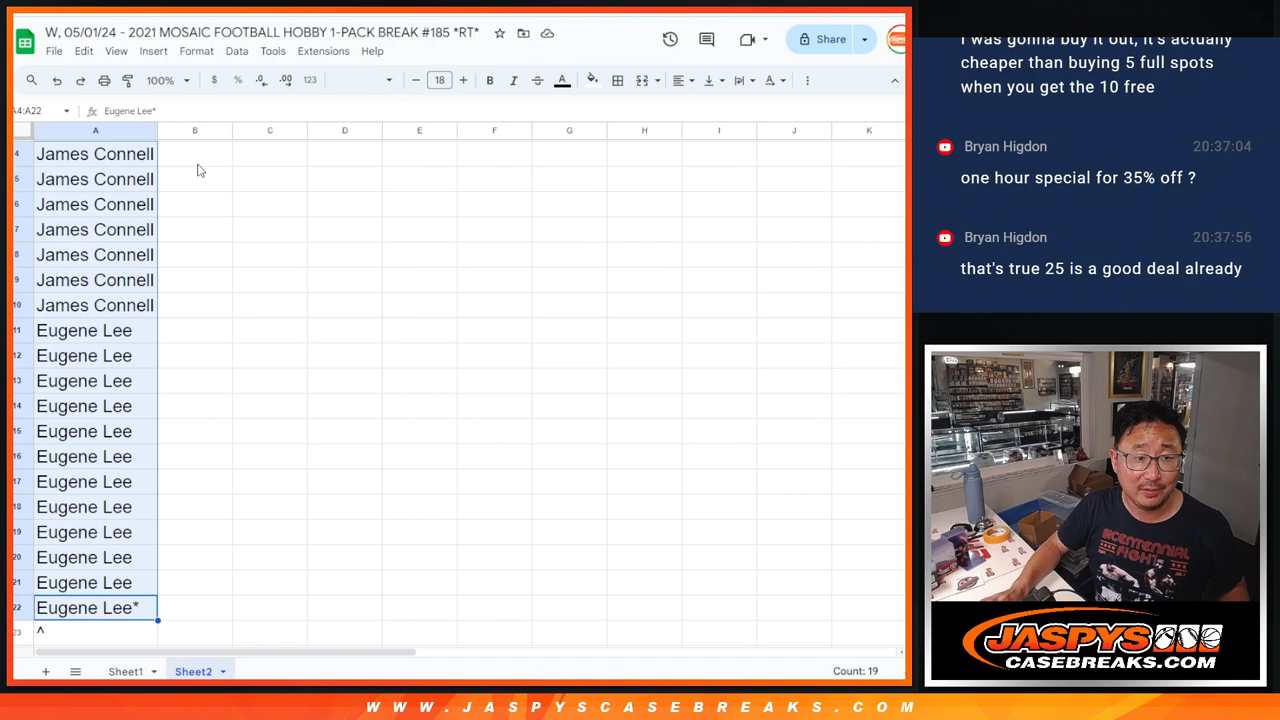 W, 05/01/24 - 2021 MOSAIC FOOTBALL HOBBY 1-PACK BREAK #185 *RT*
File Edit View Insert Format Data Tools Extensions Help
Share
100% $ % .0 .00 123 18 B I A
A4:A22 Eugene Lee*
A B C D E F G H I J K
4 James Connell
5 James Connell
6 James Connell
7 James Connell
8 James Connell
9 James Connell
10 James Connell
11 Eugene Lee
12 Eugene Lee
13 Eugene Lee
14 Eugene Lee
15 Eugene Lee
16 Eugene Lee
17 Eugene Lee
18 Eugene Lee
19 Eugene Lee
20 Eugene Lee
21 Eugene Lee
22 Eugene Lee*
23 ^
Sheet1 Sheet2 Count: 19
I was gonna buy it out, it's actually
cheaper than buying 5 full spots
when you get the 10 free
Bryan Higdon 20:37:04
one hour special for 35% off ?
Bryan Higdon 20:37:56
that's true 25 is a good deal already
BICENTENNIAL
FIGHT
JASPYS
CASEBREAKS.COM
WWW.JASPYSCASEBREAKS.COM